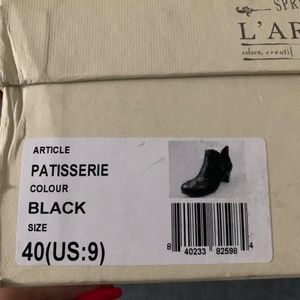 SPR
L'AR
coloré, créatif
ARTICLE
PATISSERIE
COLOUR
BLACK
SIZE
40(US:9)
8 40233 82598 4